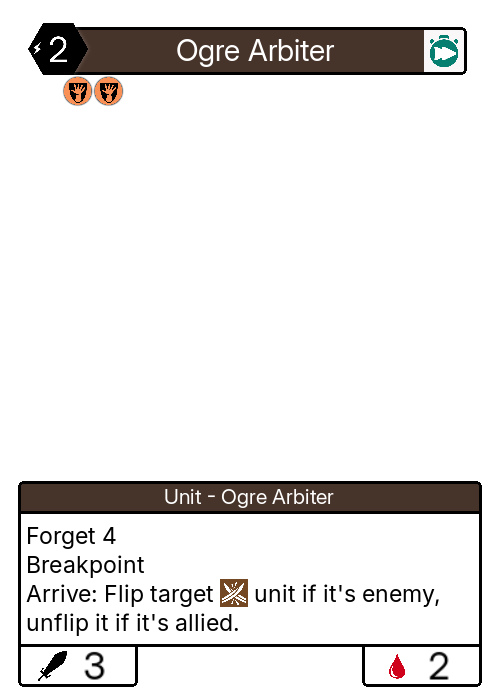 2
Ogre Arbiter
Unit - Ogre Arbiter
Forget 4
Breakpoint
Arrive: Flip target unit if it's enemy,
unflip it if it's allied.
3
2